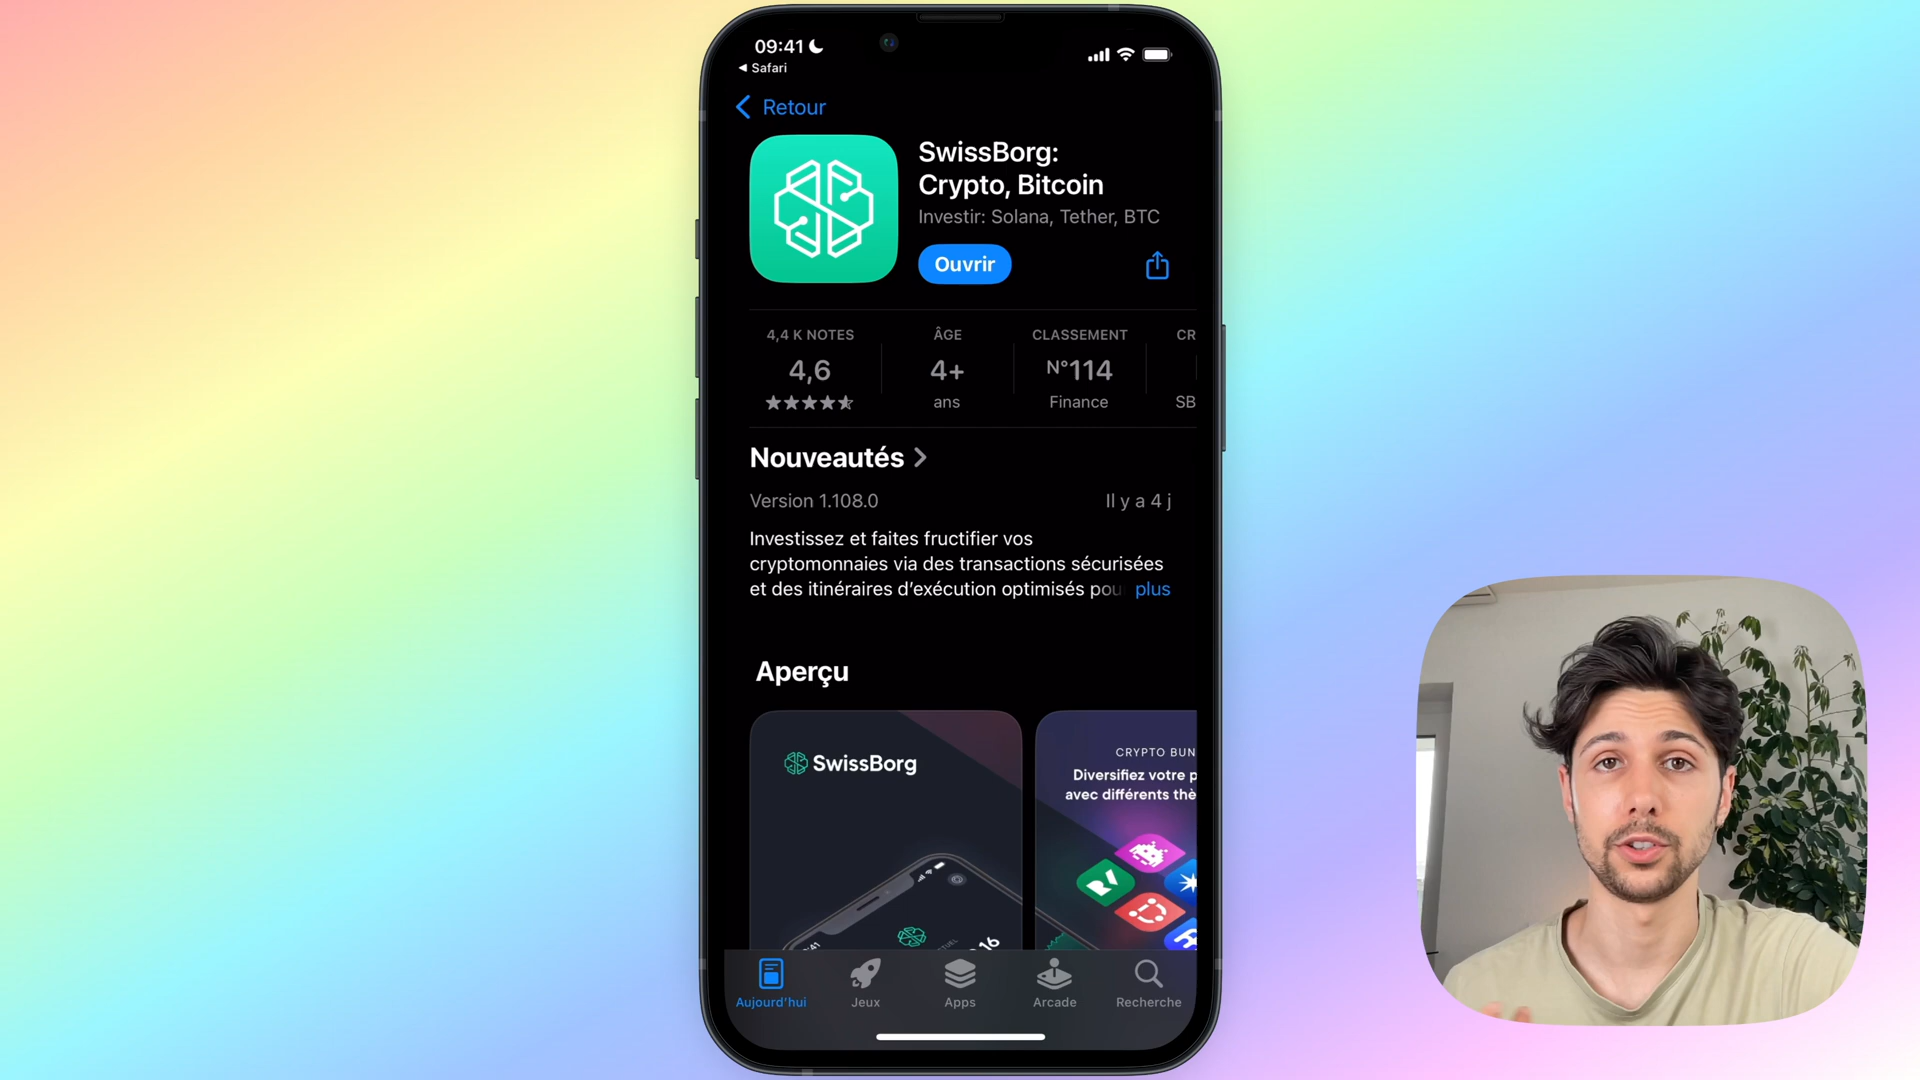 09:41
◀ Safari
Retour
SwissBorg:
Crypto, Bitcoin
Investir: Solana, Tether, BTC
Ouvrir
4,4 K NOTES
4,6
ÂGE
4+
ans
CLASSEMENT
N°114
Finance
CR
SB
Nouveautés
Version 1.108.0
Il y a 4 j
Investissez et faites fructifier vos
cryptomonnaies via des transactions sécurisées
et des itinéraires d'exécution optimisés pou plus
Aperçu
SwissBorg
CRYPTO BUN
Diversifiez votre p
avec différents thè
Aujourd'hui
Jeux
Apps
Arcade
Recherche